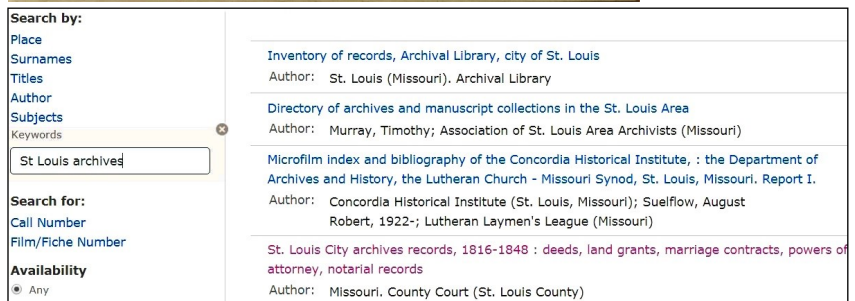 Search by:
Place
Surnames
Titles
Author
Subjects
Keywords
St Louis archives
Search for:
Call Number
Film/Fiche Number
Availability
Any
Inventory of records, Archival Library, city of St. Louis
Author: St. Louis (Missouri). Archival Library
Directory of archives and manuscript collections in the St. Louis Area
Author: Murray, Timothy; Association of St. Louis Area Archivists (Missouri)
Microfilm index and bibliography of the Concordia Historical Institute, : the Department of
Archives and History, the Lutheran Church - Missouri Synod, St. Louis, Missouri. Report I.
Author: Concordia Historical Institute (St. Louis, Missouri); Suelflow, August
Robert, 1922-; Lutheran Laymen's League (Missouri)
St. Louis City archives records, 1816-1848 : deeds, land grants, marriage contracts, powers of
attorney, notarial records
Author: Missouri. County Court (St. Louis County)